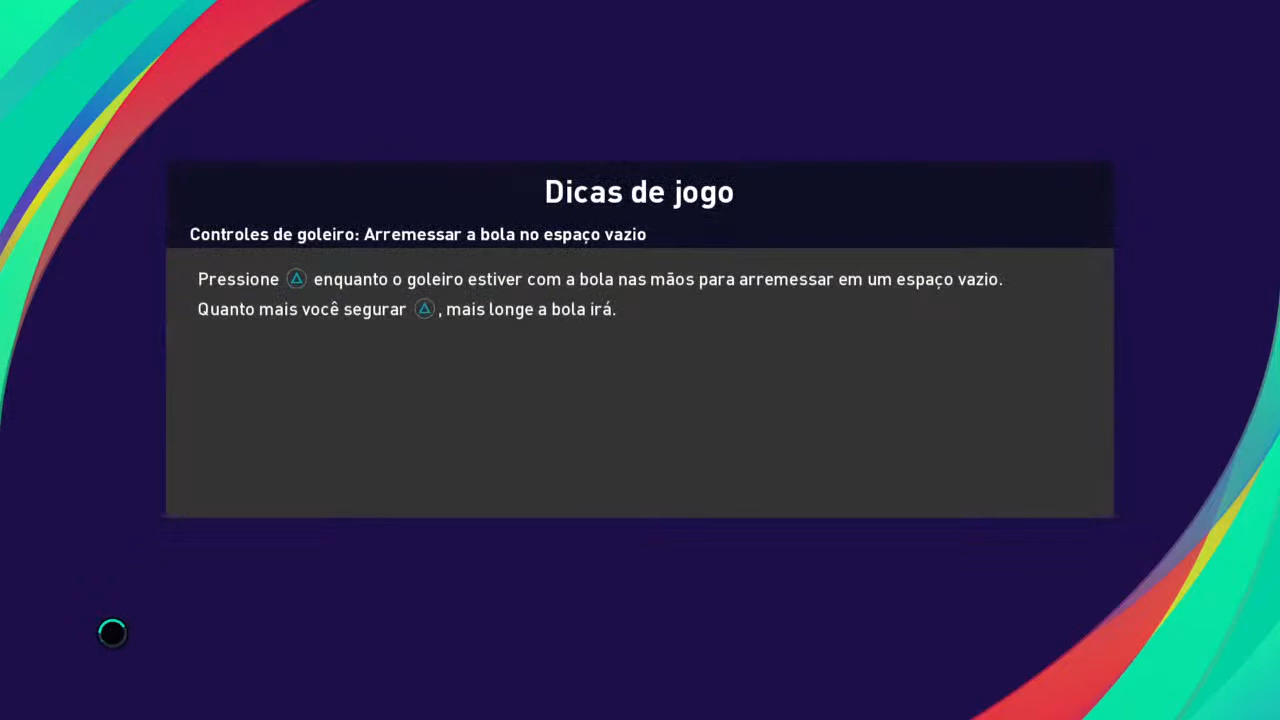 Dicas de jogo
Controles de goleiro: Arremessar a bola no espaço vazio
Pressione △ enquanto o goleiro estiver com a bola nas mãos para arremessar em um espaço vazio.
Quanto mais você segurar △, mais longe a bola irá.